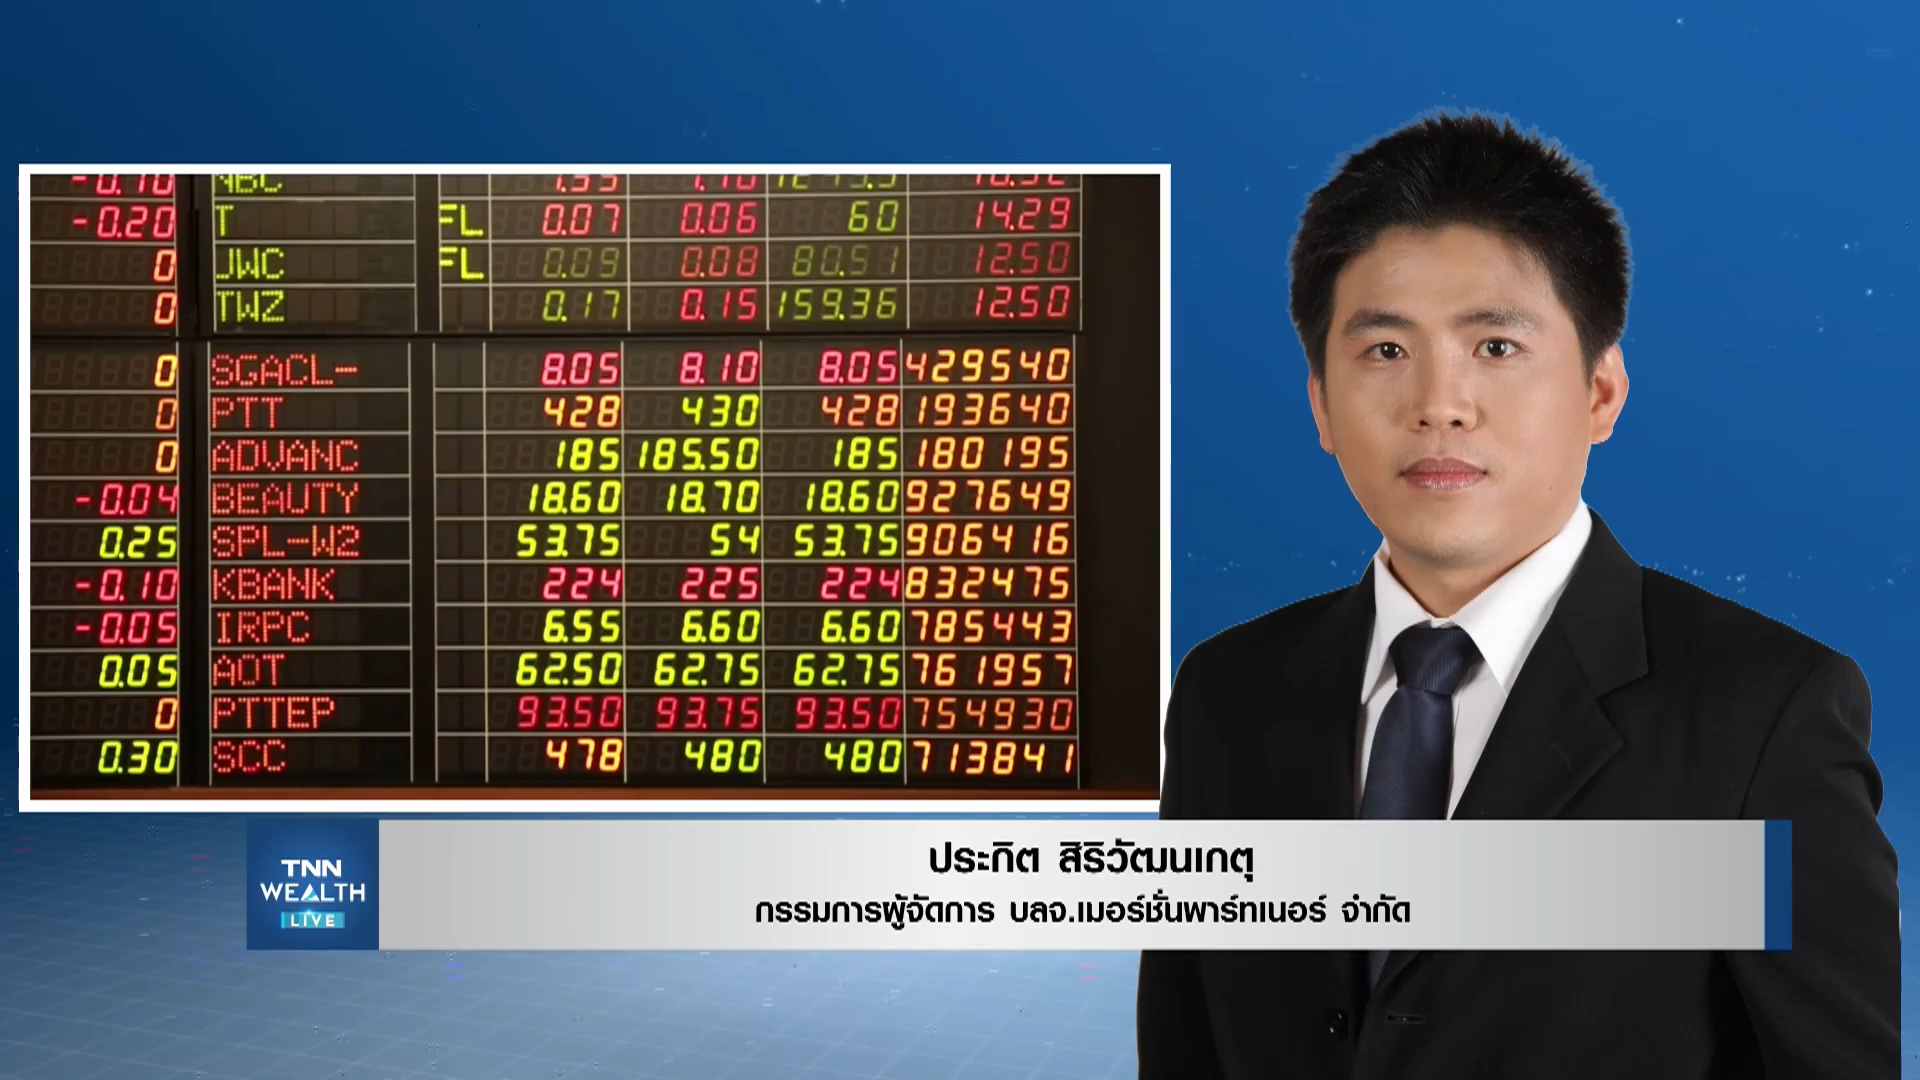 -0.20 T FL 0.07 0.06 60 14.29
0 JWC FL 0.09 0.08 80.51 12.50
0 TWZ 0.17 0.15 159.36 12.50
0 SGACL- 8.05 8.10 8.05 429540
0 PTT 428 430 428 193640
0 ADVANC 185 185.50 185 180195
-0.04 BEAUTY 18.60 18.70 18.60 927649
0.25 SPL-W2 53.75 54 53.75 906416
-0.10 KBANK 224 225 224 832475
-0.05 IRPC 6.55 6.60 6.60 785443
0.05 AOT 62.50 62.75 62.75 761957
0 PTTEP 93.50 93.75 93.50 754930
0.30 SCC 478 480 480 713841
TNN
WEALTH
LIVE
ประกิต สิริวัฒนเกตุ
กรรมการผู้จัดการ บลจ.เมอร์ชั่นพาร์ทเนอร์ จำกัด